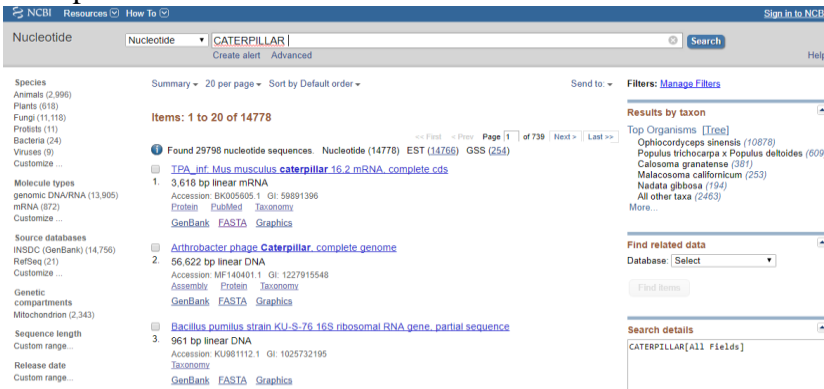 NCBI Resources How To Sign in to NCB
Nucleotide Nucleotide CATERPILLAR Search
Create alert Advanced Help
Species
Animals (2,996)
Plants (618)
Fungi (11,118)
Protists (11)
Bacteria (24)
Viruses (9)
Customize ...
Molecule types
genomic DNA/RNA (13,905)
mRNA (872)
Customize ...
Source databases
INSDC (GenBank) (14,756)
RefSeq (21)
Customize ...
Genetic
compartments
Mitochondrion (2,343)
Sequence length
Custom range...
Release date
Custom range...
Summary 20 per page Sort by Default order Send to:
Items: 1 to 20 of 14778
<< First < Prev Page 1 of 739 Next > Last >>
Found 29798 nucleotide sequences. Nucleotide (14778) EST (14766) GSS (254)
TPA_inf: Mus musculus caterpillar 16.2 mRNA, complete cds
1. 3,618 bp linear mRNA
Accession: BK005605.1 GI: 59891396
Protein PubMed Taxonomy
GenBank FASTA Graphics
Arthrobacter phage Caterpillar, complete genome
2. 56,622 bp linear DNA
Accession: MF140401.1 GI: 1227915548
Assembly Protein Taxonomy
GenBank FASTA Graphics
Bacillus pumilus strain KU-S-76 16S ribosomal RNA gene, partial sequence
3. 961 bp linear DNA
Accession: KU981112.1 GI: 1025732195
Taxonomy
GenBank FASTA Graphics
Filters: Manage Filters
Results by taxon
Top Organisms [Tree]
Ophiocordyceps sinensis (10878)
Populus trichocarpa x Populus deltoides (609
Calosoma granatense (381)
Malacosoma californicum (253)
Nadata gibbosa (194)
All other taxa (2463)
More...
Find related data
Database: Select
Find items
Search details
CATERPILLAR[All Fields]